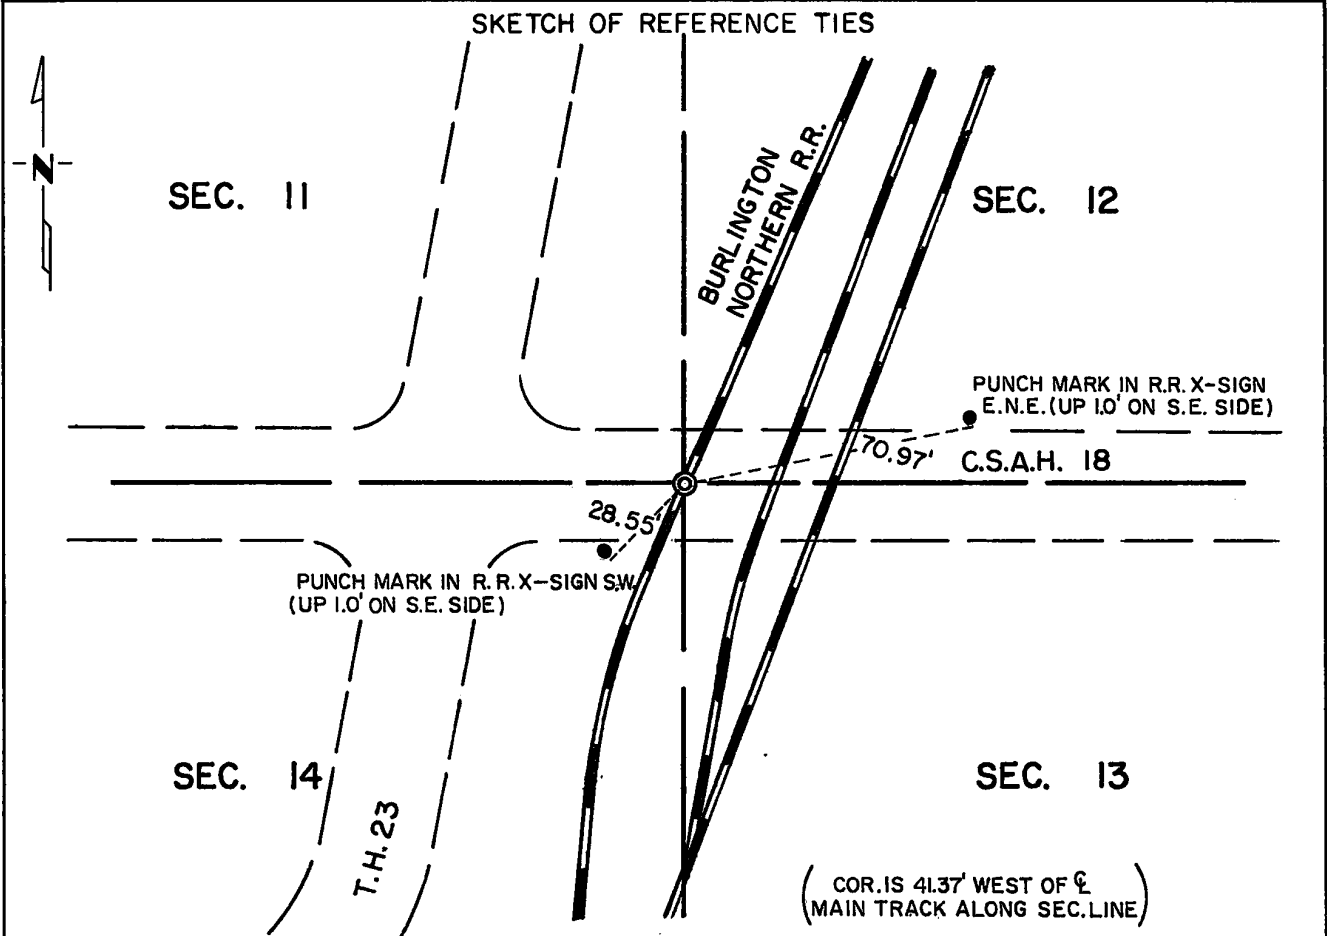 SKETCH OF REFERENCE TIES
N
SEC. 11
SEC. 12
BURLINGTON
NORTHERN R.R.
PUNCH MARK IN R.R. X-SIGN
E.N.E. (UP 1.0' ON S.E. SIDE)
70.97'
C.S.A.H. 18
28.55'
PUNCH MARK IN R.R. X-SIGN S.W.
(UP 1.0' ON S.E. SIDE)
SEC. 14
SEC. 13
T.H. 23
(COR. IS 41.37' WEST OF ℄
MAIN TRACK ALONG SEC. LINE)